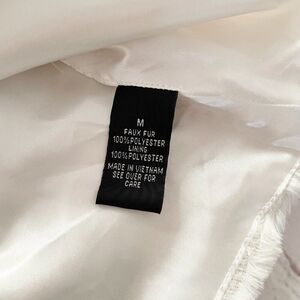 M
FAUX FUR
100% POLYESTER
LINING
100% POLYESTER
MADE IN VIETNAM
SEE OVER FOR
CARE